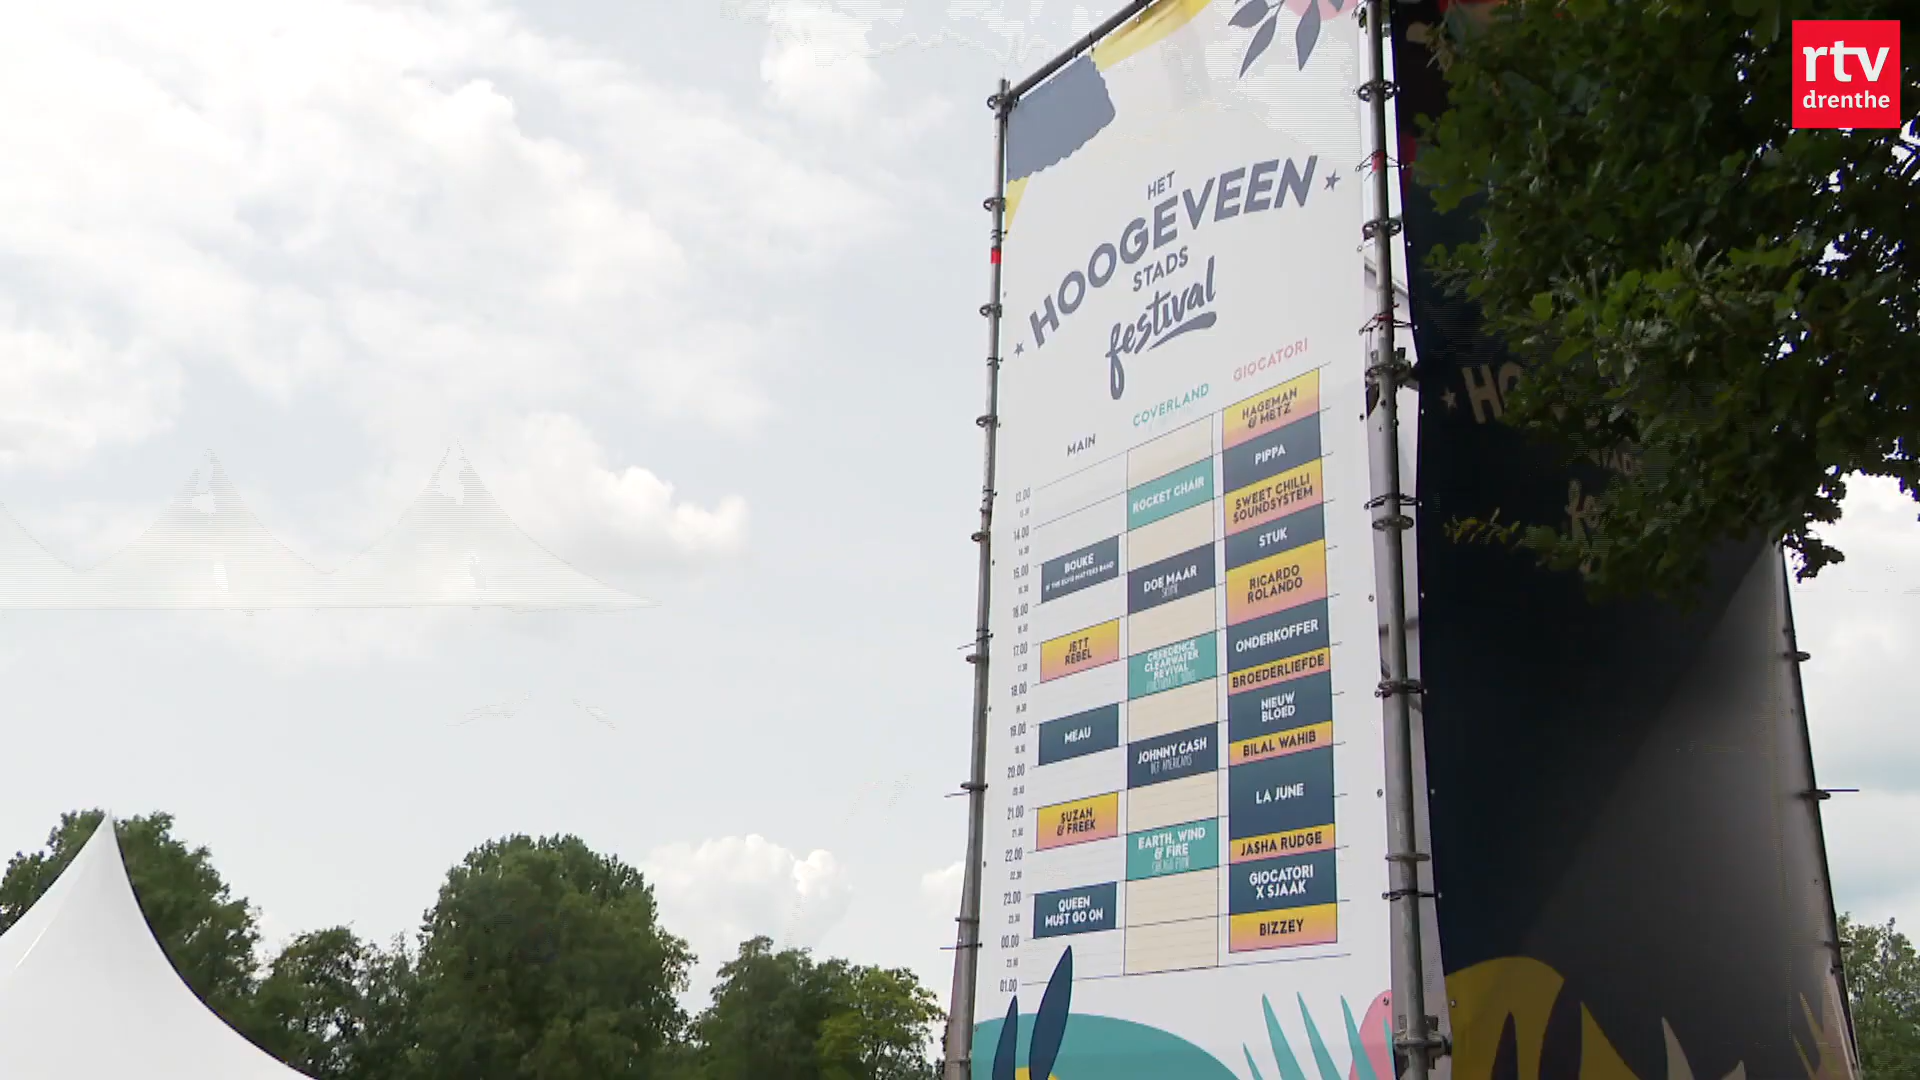 rtv
drenthe
HET
HOOGEVEEN
STADS
festival
MAIN
COVERLAND
GIOCATORI
14.00
15.00
16.00
17.00
18.00
19.00
20.00
21.00
22.00
23.00
00.00
01.00
BOUKE
JETT
REBEL
MEAU
SUZAN
& FREEK
QUEEN
MUST GO ON
ROCKET CHAIR
DOE MAAR
CREEDENCE
CLEARWATER
REVIVAL
JOHNNY CASH
DEF AMERICANS
EARTH, WIND
& FIRE
HAGEMAN
& METZ
PIPPA
SWEET CHILLI
SOUNDSYSTEM
STUK
RICARDO
ROLANDO
ONDERKOFFER
BROEDERLIEFDE
NIEUW
BLOED
BILAL WAHIB
LA JUNE
JASHA RUDGE
GIOCATORI
X SJAAK
BIZZEY
HO